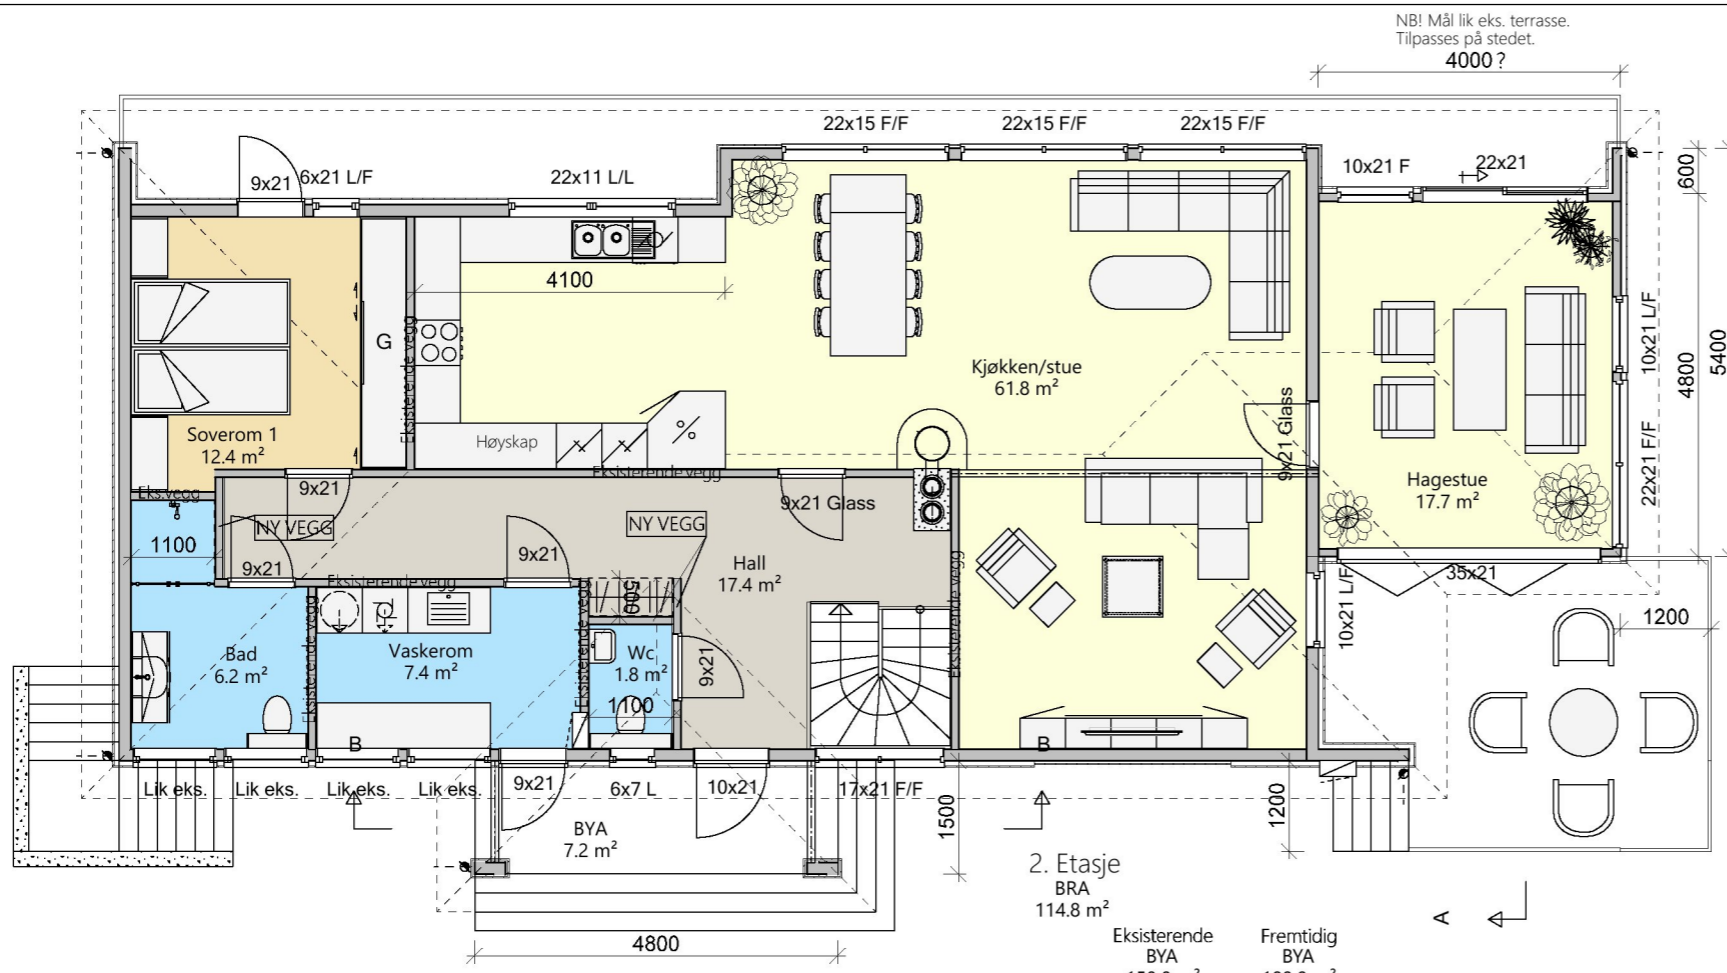 NB! Mål lik eks. terrasse.
Tilpasses på stedet.
4000 ?
22x15 F/F
22x15 F/F
22x15 F/F
9x21
6x21 L/F
22x11 L/L
10x21 F
22x21
600
5400
4800
4100
G
Eksisterende vegg
Kjøkken/stue
61.8 m²
10x21 L/F
9x21 Glass
Soverom 1
12.4 m²
Høyskap
Eksisterende vegg
Hagestue
17.7 m²
22x21 F/F
Eks.vegg
9x21
9x21 Glass
NY VEGG
NY VEGG
1100
9x21
9x21
Eksisterende vegg
Hall
17.4 m²
500
Eksisterende vegg
35x21
10x21 L/F
1200
Eksisterende vegg
Eksisterende vegg
Bad
6.2 m²
Vaskerom
7.4 m²
Wc
1.8 m²
9x21
1100
B
B
Lik eks.
Lik eks.
Lik eks.
Lik eks.
9x21
6x7 L
10x21
17x21 F/F
1500
1200
BYA
7.2 m²
2. Etasje
BRA
114.8 m²
A
4800
Eksisterende
BYA
Fremtidig
BYA